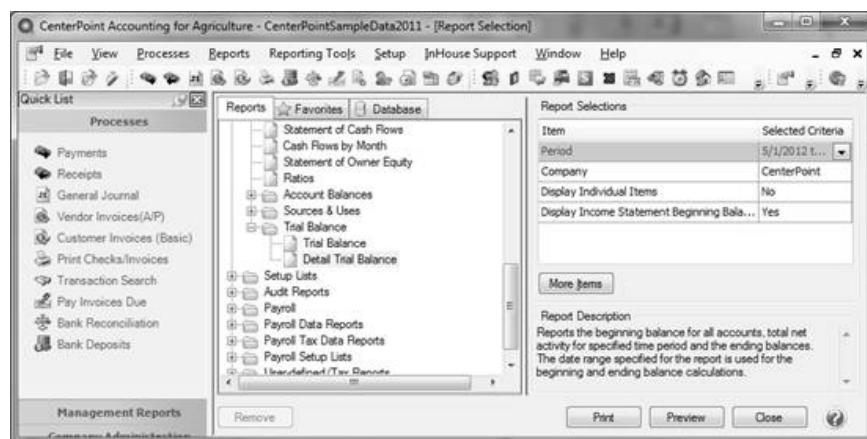 CenterPoint Accounting for Agriculture - CenterPointSampleData2011 - [Report Selection]
File View Processes Reports Reporting Tools Setup InHouse Support Window Help
Quick List
Processes
Payments
Receipts
General Journal
Vendor Invoices(A/P)
Customer Invoices (Basic)
Print Checks/Invoices
Transaction Search
Pay Invoices Due
Bank Reconciliation
Bank Deposits
Management Reports
Company Administration
Reports Favorites Database
Statement of Cash Flows
Cash Flows by Month
Statement of Owner Equity
Ratios
Account Balances
Sources & Uses
Trial Balance
Trial Balance
Detail Trial Balance
Setup Lists
Audit Reports
Payroll
Payroll Data Reports
Payroll Tax Data Reports
Payroll Setup Lists
User-defined/Tax Reports
Remove
Report Selections
Item Selected Criteria
Period 5/1/2012 t...
Company CenterPoint
Display Individual Items No
Display Income Statement Beginning Bala... Yes
More Items
Report Description
Reports the beginning balance for all accounts, total net
activity for specified time period and the ending balances.
The date range specified for the report is used for the
beginning and ending balance calculations.
Print Preview Close